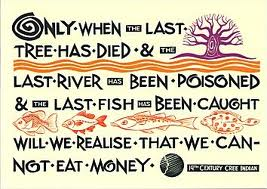 ONLY·WHEN THE LAST
TREE·HAS·DIED·& THE
LAST·RIVER HAS BEEN·POISONED
& THE LAST·FISH HAS BEEN·CAUGHT
WILL·WE·REALISE·THAT·WE·CAN-
NOT·EAT·MONEY· 19TH CENTURY CREE INDIAN